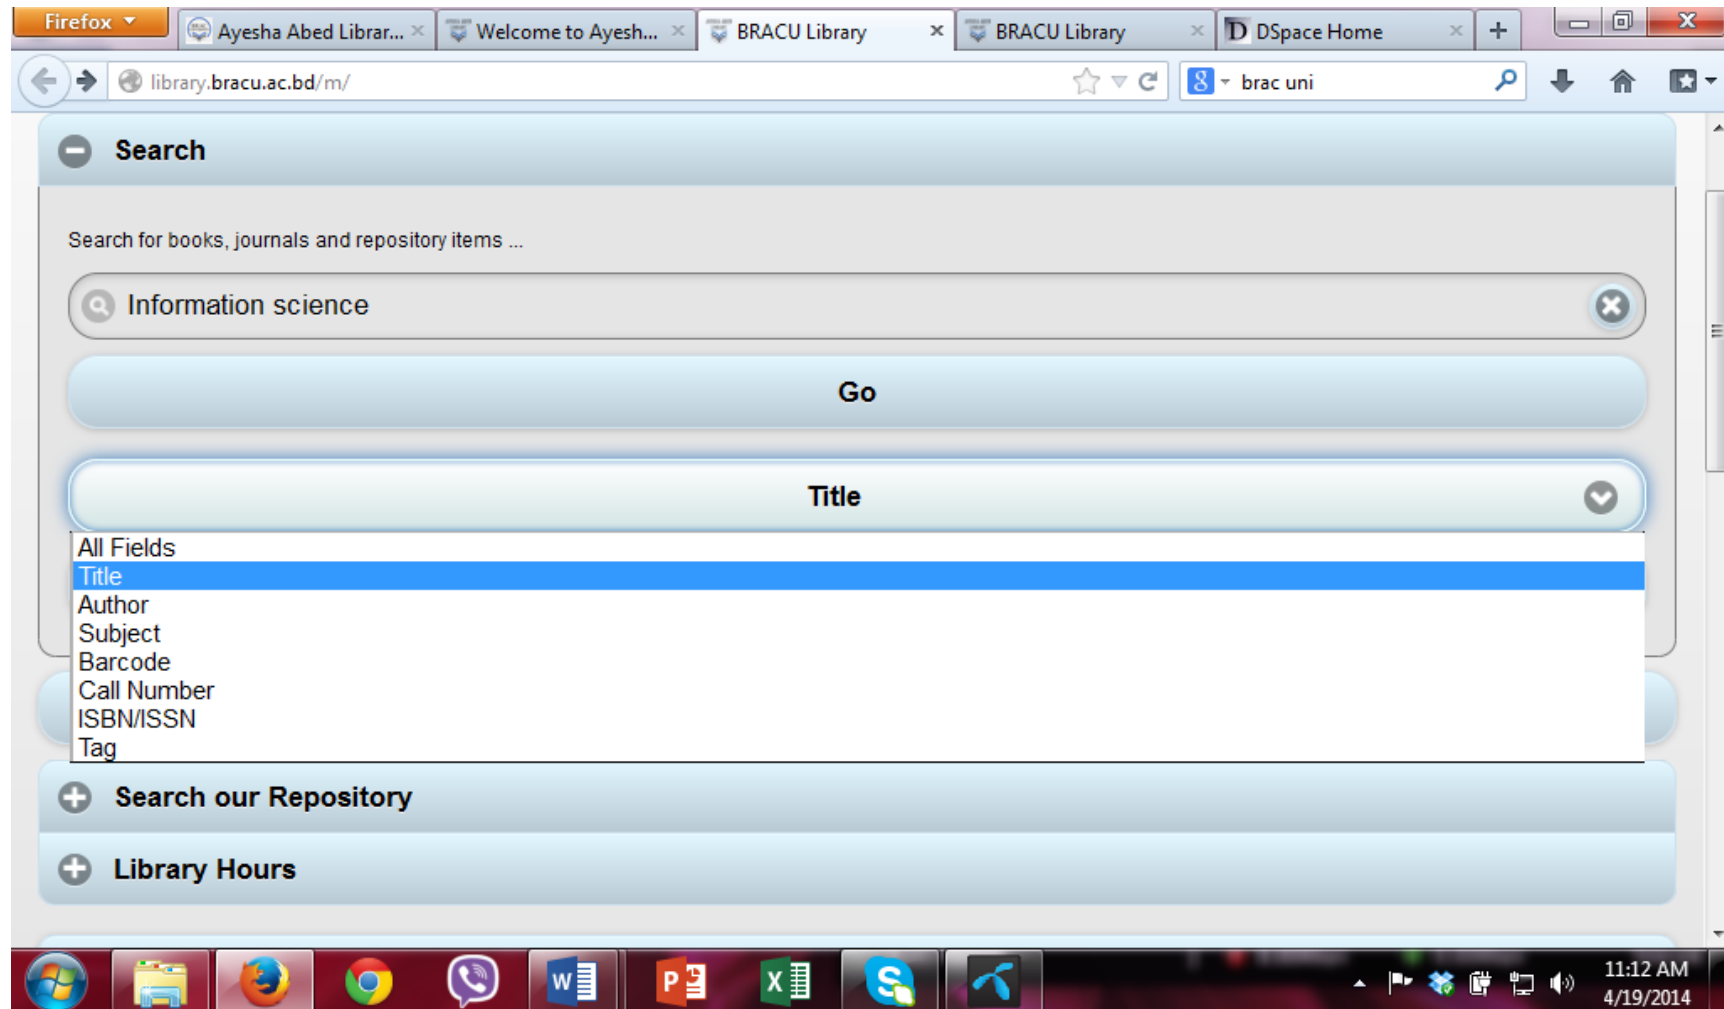 Firefox
Ayesha Abed Librar...
Welcome to Ayesh...
BRACU Library
BRACU Library
DSpace Home
library.bracu.ac.bd/m/
brac uni
Search
Search for books, journals and repository items ...
Information science
Go
Title
All Fields
Title
Author
Subject
Barcode
Call Number
ISBN/ISSN
Tag
Search our Repository
Library Hours
11:12 AM
4/19/2014